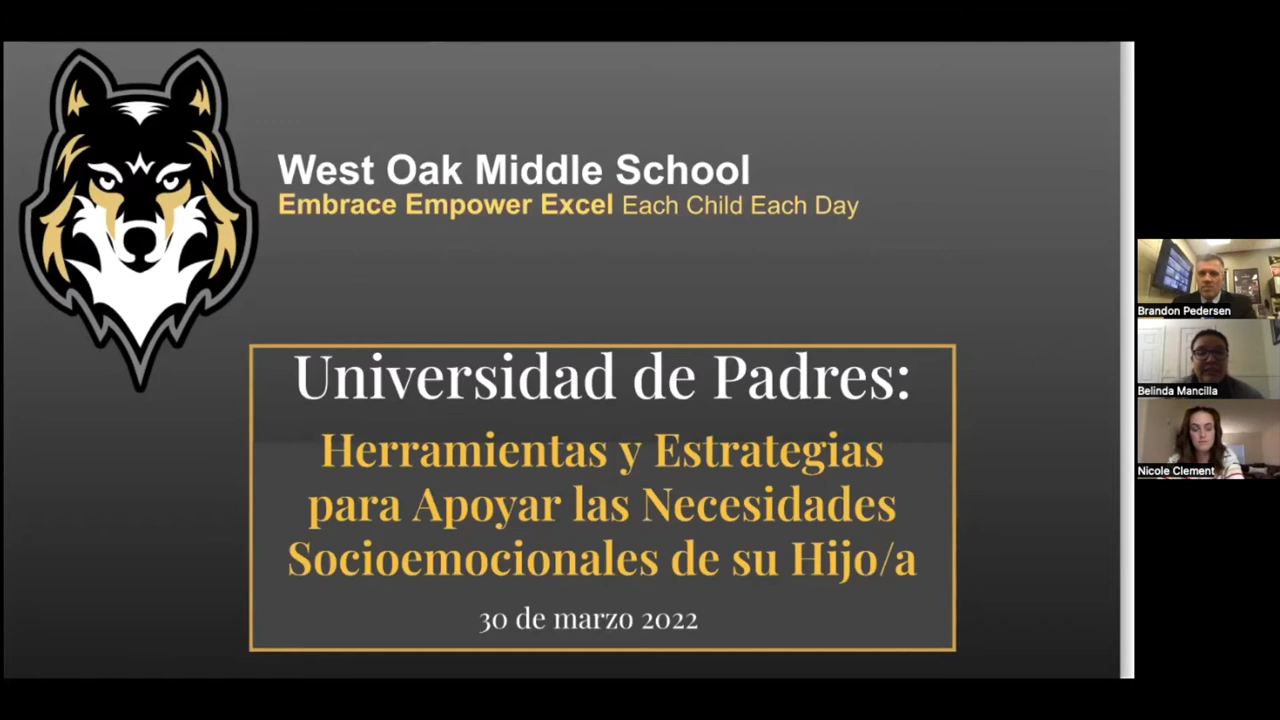 West Oak Middle School
Embrace Empower Excel Each Child Each Day
Universidad de Padres:
Herramientas y Estrategias
para Apoyar las Necesidades
Socioemocionales de su Hijo/a
30 de marzo 2022
Brandon Pedersen
Belinda Mancilla
Nicole Clement